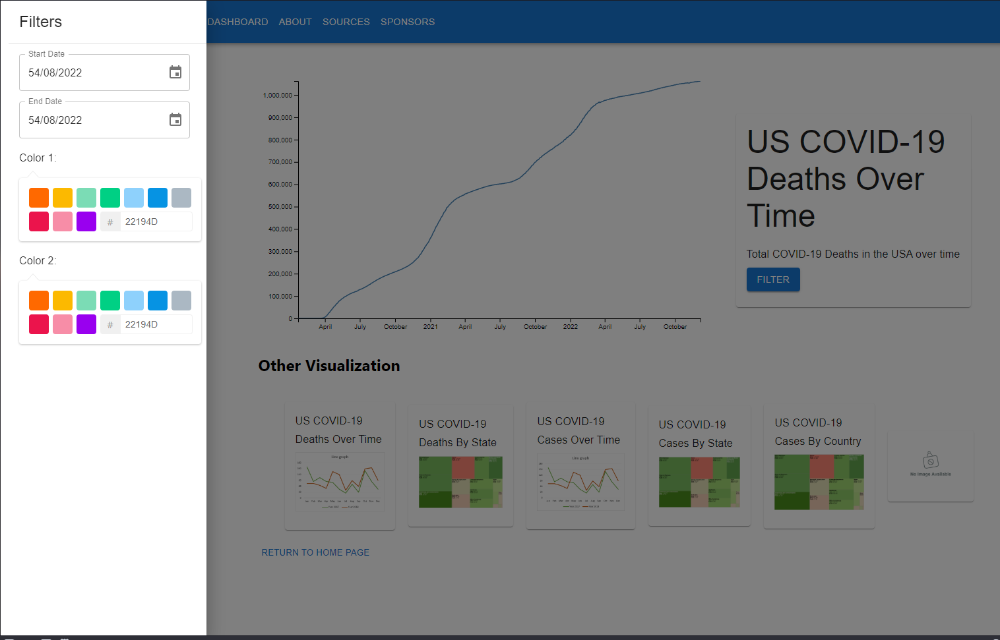 Filters
DASHBOARD ABOUT SOURCES SPONSORS
Start Date
54/08/2022
End Date
54/08/2022
Color 1:
# 22194D
Color 2:
# 22194D
1,000,000
900,000
800,000
700,000
600,000
500,000
400,000
300,000
200,000
100,000
0
April July October 2021 April July October 2022 April July October
US COVID-19
Deaths Over
Time
Total COVID-19 Deaths in the USA over time
FILTER
Other Visualization
US COVID-19
Deaths Over Time
Line graph
US COVID-19
Deaths By State
US COVID-19
Cases Over Time
Line graph
US COVID-19
Cases By State
US COVID-19
Cases By Country
No Image Available
RETURN TO HOME PAGE